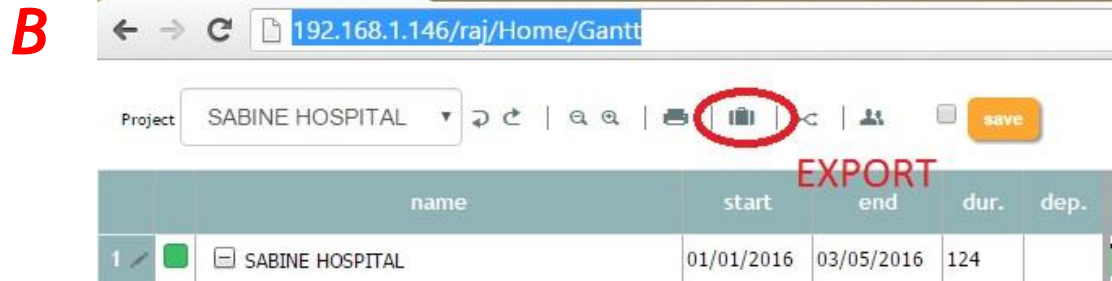 B
192.168.1.146/raj/Home/Gantt
Project SABINE HOSPITAL save
EXPORT
name start end dur. dep.
1 SABINE HOSPITAL 01/01/2016 03/05/2016 124